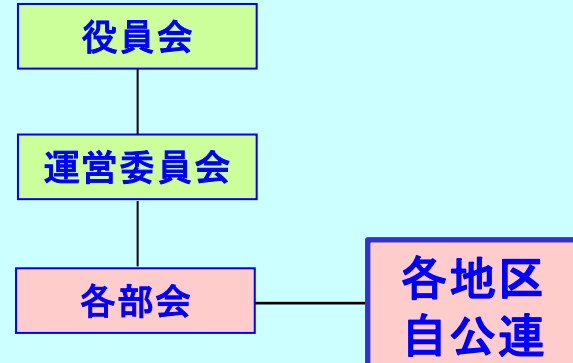 役員会
運営委員会
各部会
各地区
自公連